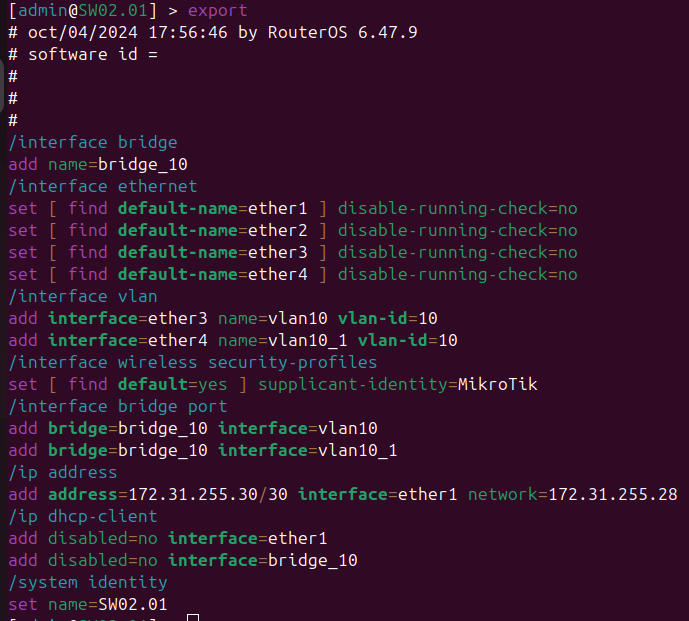 [admin@SW02.01] > export
# oct/04/2024 17:56:46 by RouterOS 6.47.9
# software id =
#
#
#
/interface bridge
add name=bridge_10
/interface ethernet
set [ find default-name=ether1 ] disable-running-check=no
set [ find default-name=ether2 ] disable-running-check=no
set [ find default-name=ether3 ] disable-running-check=no
set [ find default-name=ether4 ] disable-running-check=no
/interface vlan
add interface=ether3 name=vlan10 vlan-id=10
add interface=ether4 name=vlan10_1 vlan-id=10
/interface wireless security-profiles
set [ find default=yes ] supplicant-identity=MikroTik
/interface bridge port
add bridge=bridge_10 interface=vlan10
add bridge=bridge_10 interface=vlan10_1
/ip address
add address=172.31.255.30/30 interface=ether1 network=172.31.255.28
/ip dhcp-client
add disabled=no interface=ether1
add disabled=no interface=bridge_10
/system identity
set name=SW02.01